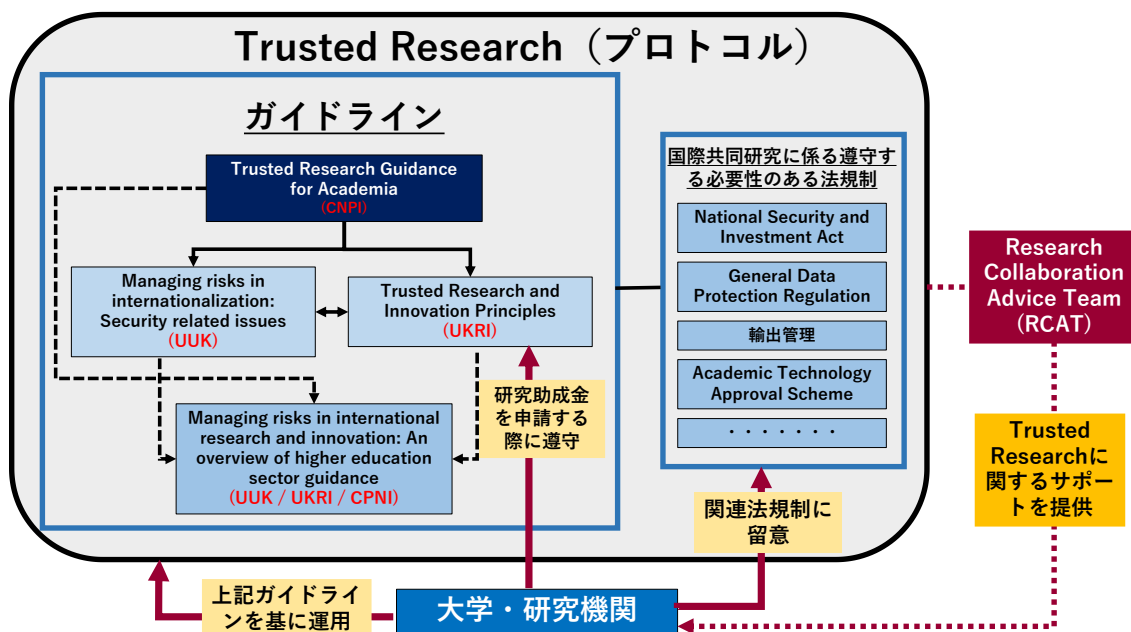 Trusted Research（プロトコル）
ガイドライン
Trusted Research Guidance
for Academia
(CNPI)
Managing risks in
internationalization:
Security related issues
(UUK)
Trusted Research and
Innovation Principles
(UKRI)
Managing risks in international
research and innovation: An
overview of higher education
sector guidance
(UUK / UKRI / CPNI)
研究助成金
を申請する
際に遵守
国際共同研究に係る遵守す
る必要性のある法規制
National Security and
Investment Act
General Data
Protection Regulation
輸出管理
Academic Technology
Approval Scheme
・・・・・・・
関連法規制に
留意
Research
Collaboration
Advice Team
(RCAT)
Trusted
Researchに
関するサポー
トを提供
上記ガイドライ
ンを基に運用
大学・研究機関